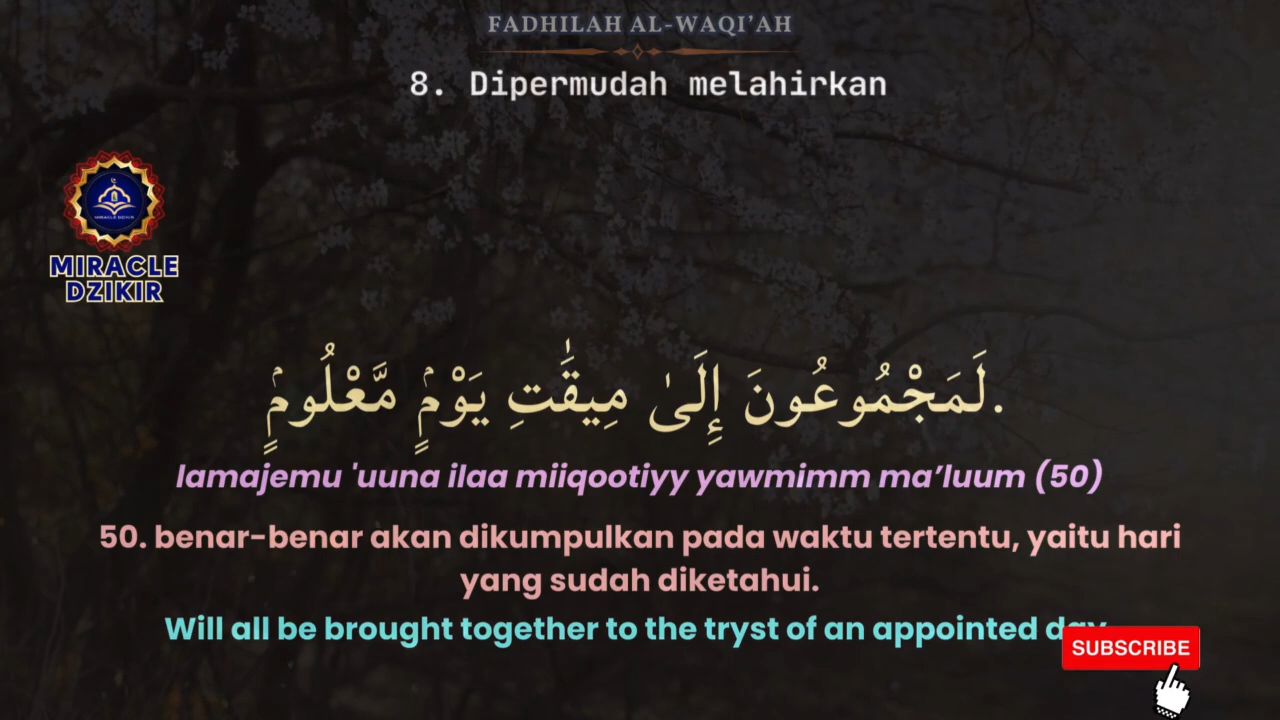 FADHILAH AL-WAQI'AH
8. Dipermudah melahirkan
MIRACLE
DZIKIR
لَمَجْمُوعُونَ إِلَىٰ مِيقَٰتِ يَوْمٍۢ مَّعْلُومٍۢ.
lamajemu 'uuna ilaa miiqootiyy yawmimm ma’luum (50)
50. benar-benar akan dikumpulkan pada waktu tertentu, yaitu hari
yang sudah diketahui.
Will all be brought together to the tryst of an appointed
SUBSCRIBE